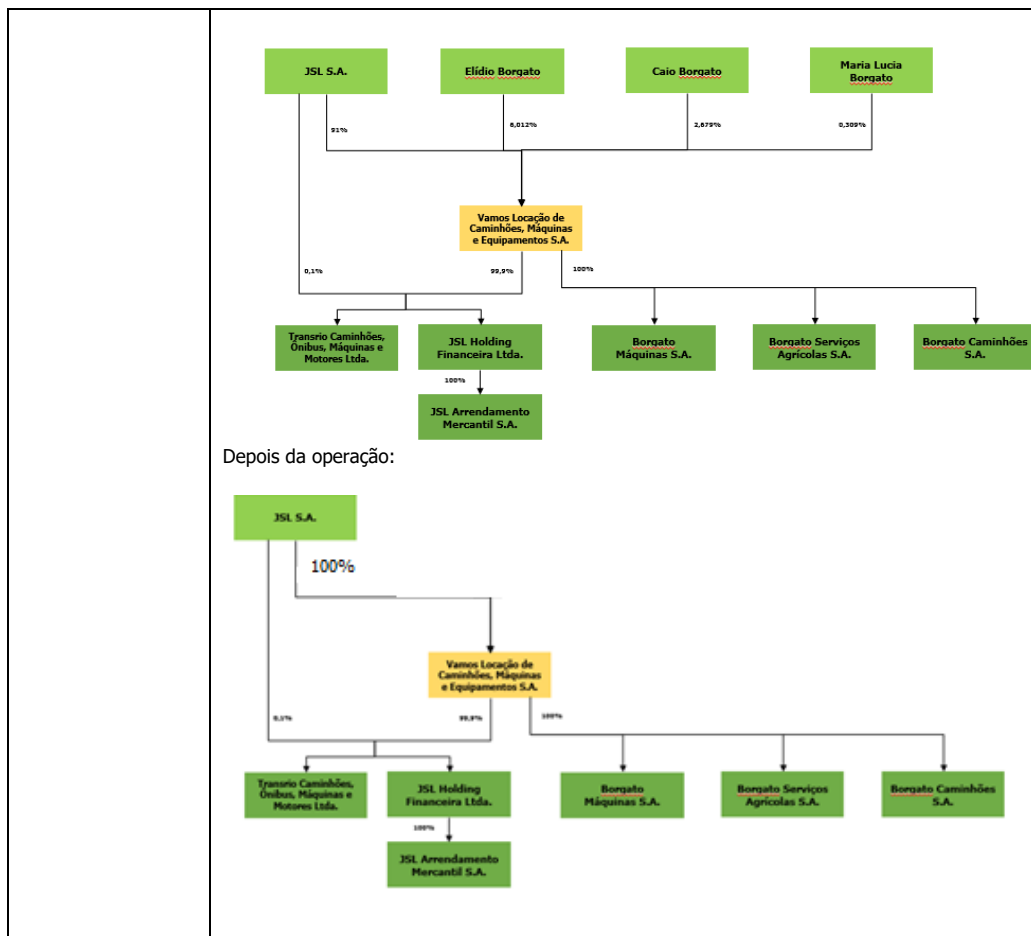 JSL S.A.
Elídio Borgato
Caio Borgato
Maria Lucia
Borgato
91%
6,012%
2,679%
0,309%
Vamos Locação de
Caminhões, Máquinas
e Equipamentos S.A.
0,1%
99,9%
100%
Transrio Caminhões,
Ônibus, Máquinas e
Motores Ltda.
JSL Holding
Financeira Ltda.
Borgato
Máquinas S.A.
Borgato Serviços
Agrícolas S.A.
Borgato Caminhões
S.A.
100%
JSL Arrendamento
Mercantil S.A.
Depois da operação:
JSL S.A.
100%
Vamos Locação de
Caminhões, Máquinas
e Equipamentos S.A.
0,1%
99,9%
100%
Transrio Caminhões,
Ônibus, Máquinas e
Motores Ltda.
JSL Holding
Financeira Ltda.
Borgato
Máquinas S.A.
Borgato Serviços
Agrícolas S.A.
Borgato Caminhões
S.A.
100%
JSL Arrendamento
Mercantil S.A.